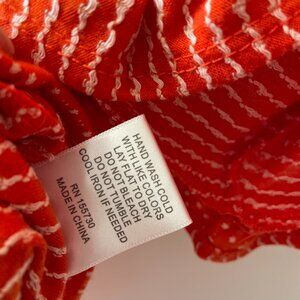 HAND WASH COLD
WITH LIKE COLORS
LAY FLAT TO DRY
DO NOT BLEACH
DO NOT TUMBLE
COOL IRON IF NEEDED
RN 155730
MADE IN CHINA